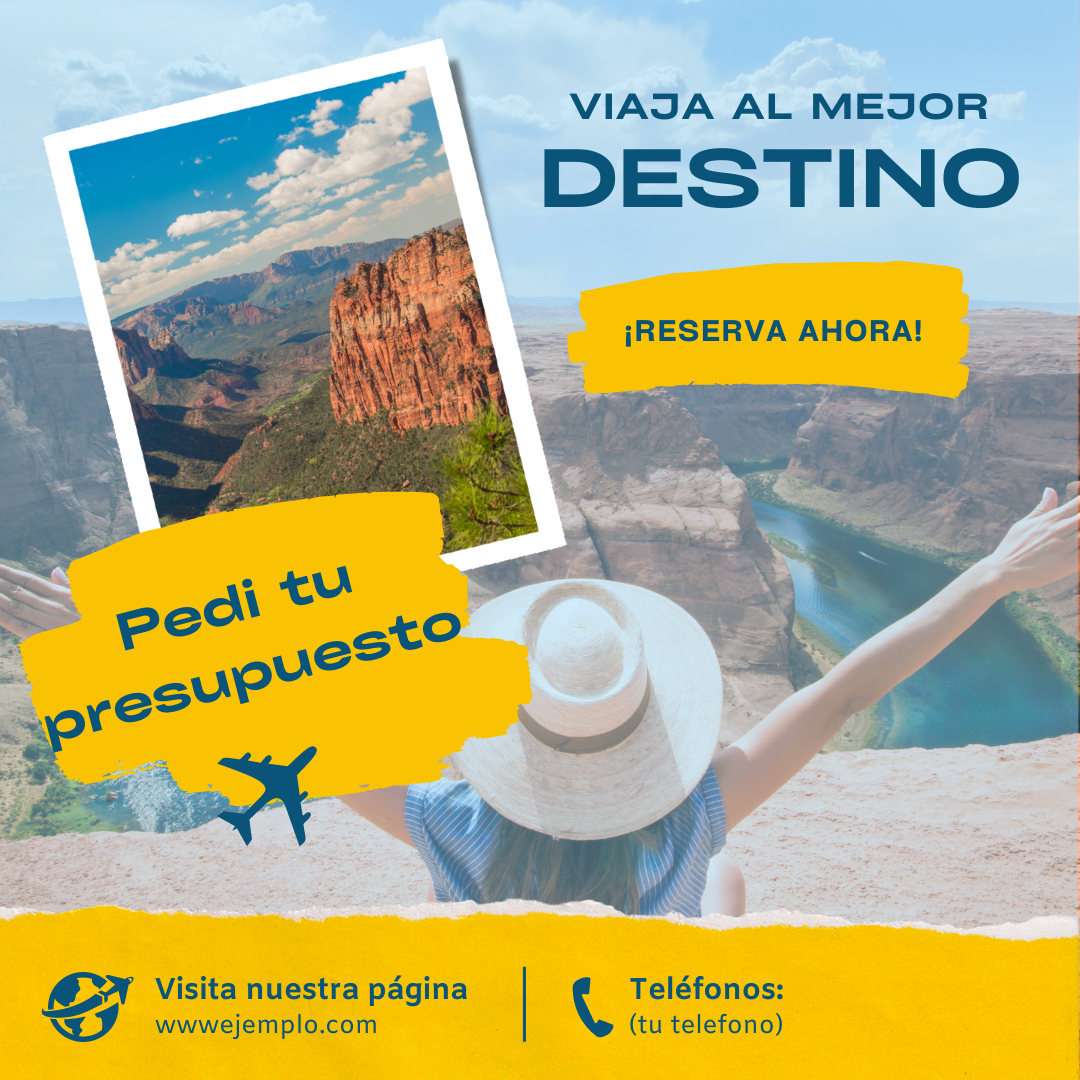 VIAJA AL MEJOR
DESTINO
¡RESERVA AHORA!
Pedi tu
presupuesto
Visita nuestra página
wwwejemplo.com
Teléfonos:
(tu telefono)